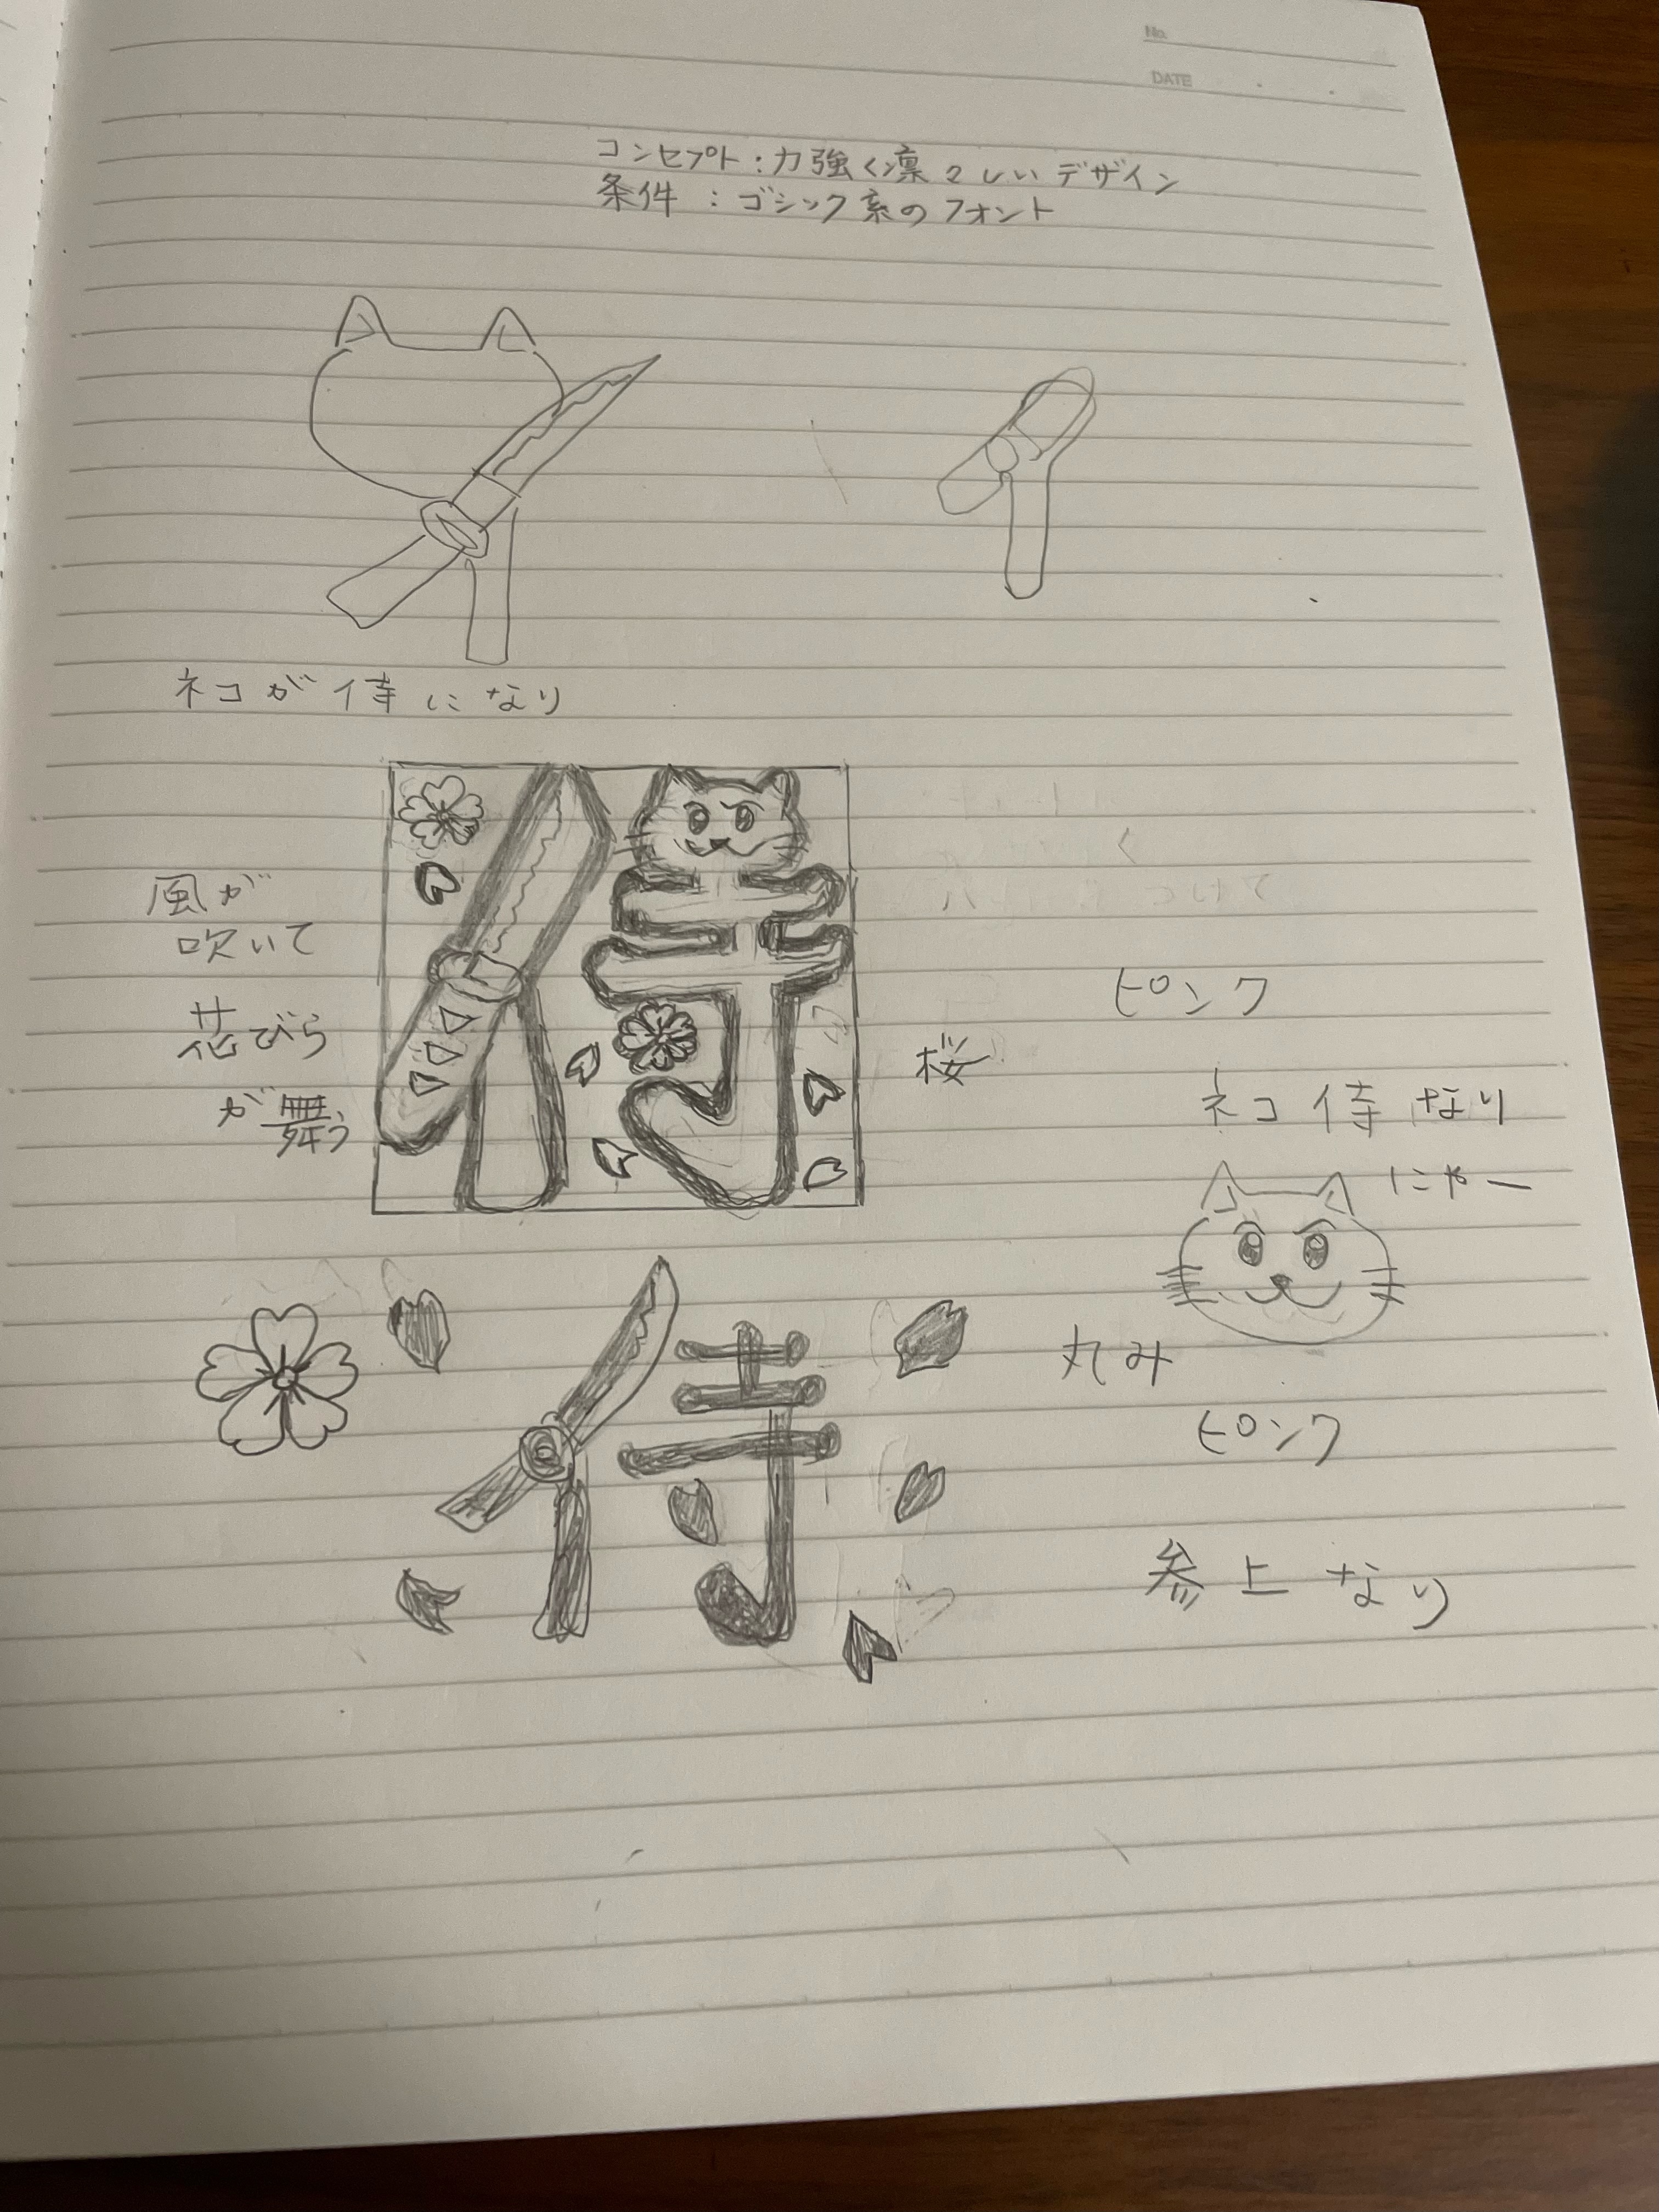 No.
DATE
コンセプト：力強く凛々しいデザイン
条件：ゴシック系のフォント
ネコが侍になり
風が
吹いて
花びら
が舞う
侍
桜
ピンク
ネコ侍なり
にゃー
丸み
ピンク
侍
参上なり